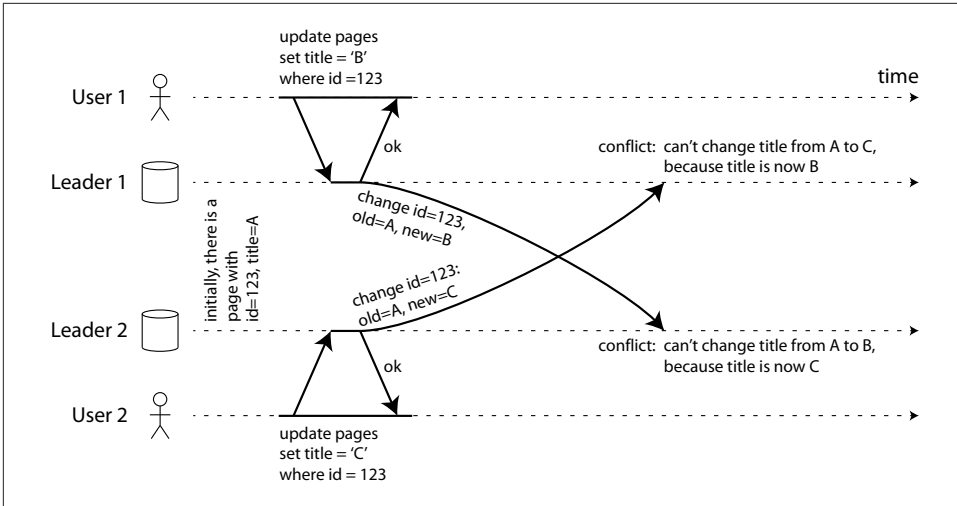 update pages
set title = ‘B’
where id =123
time
User 1
ok
conflict: can’t change title from A to C,
because title is now B
Leader 1
change id=123,
old=A, new=B
initially, there is a
page with
id=123, title=A
change id=123:
old=A, new=C
Leader 2
conflict: can’t change title from A to B,
because title is now C
ok
User 2
update pages
set title = ‘C’
where id = 123